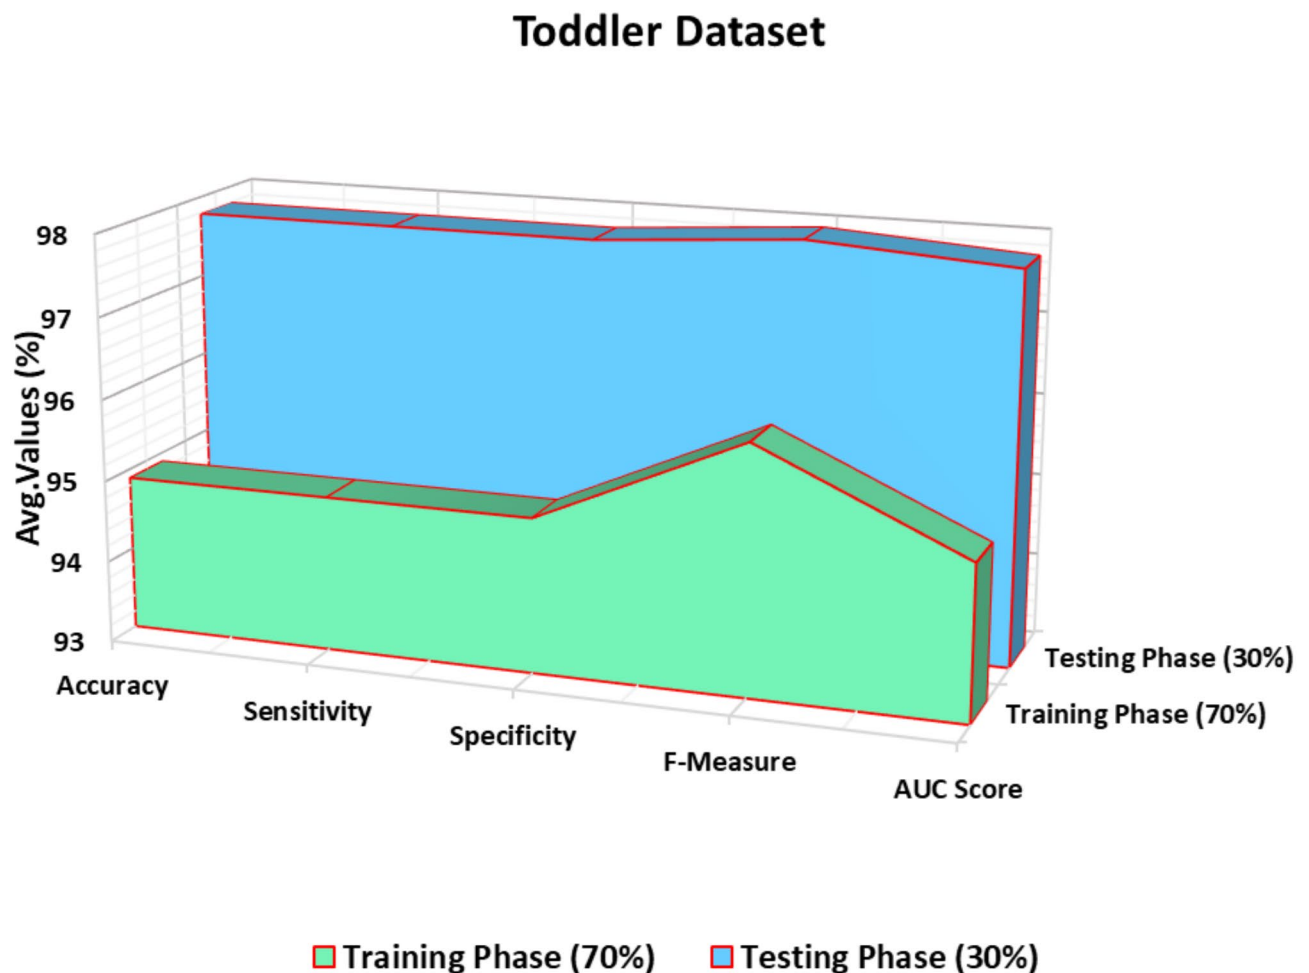 Toddler Dataset
98
97
96
95
94
93
Avg.Values (%)
Accuracy
Sensitivity
Specificity
F-Measure
AUC Score
Testing Phase (30%)
Training Phase (70%)
Training Phase (70%)
Testing Phase (30%)